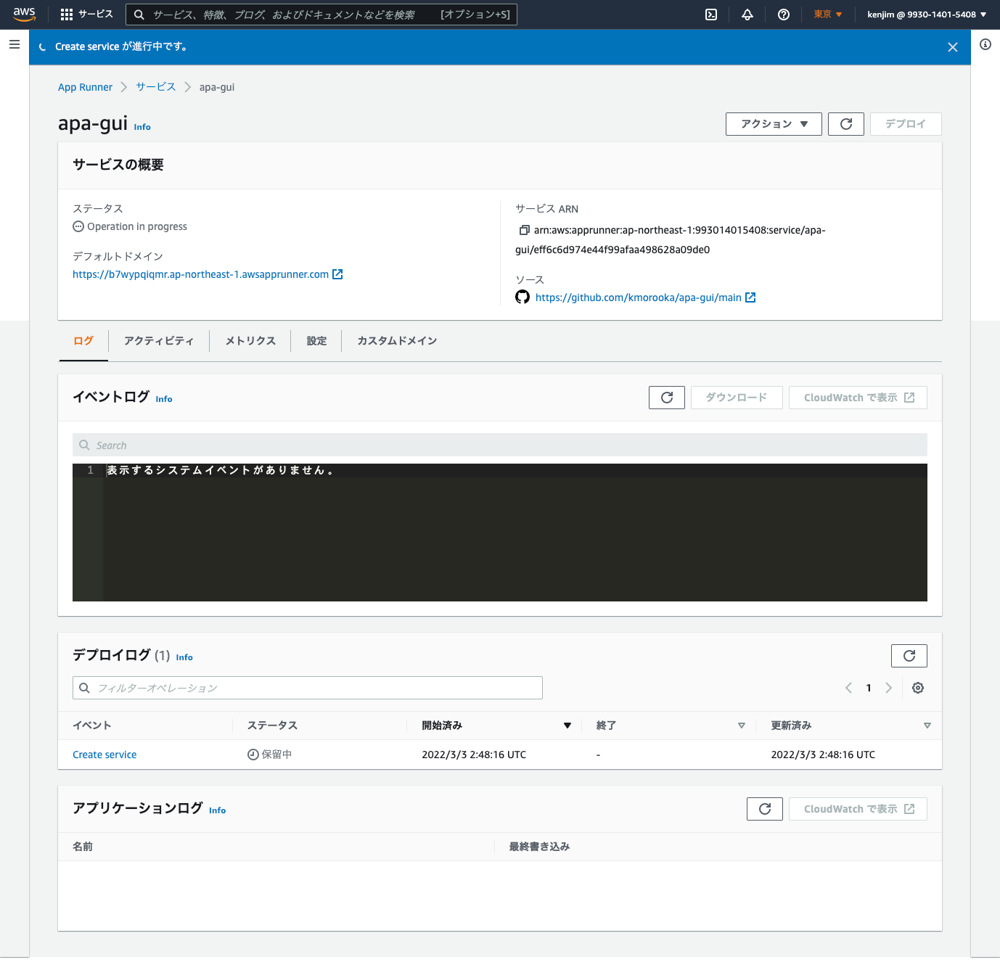 aws
サービス
サービス、特徴、ブログ、およびドキュメントなどを検索 [オプション+S]
東京
kenjim @ 9930-1401-5408
Create service が進行中です。
App Runner > サービス > apa-gui
apa-gui Info
アクション
デプロイ
サービスの概要
ステータス
Operation in progress
デフォルトドメイン
https://b7wypqiqmr.ap-northeast-1.awsapprunner.com
サービス ARN
arn:aws:apprunner:ap-northeast-1:993014015408:service/apa-
gui/eff6c6d974e44f99afaa498628a09de0
ソース
https://github.com/kmorooka/apa-gui/main
ログ アクティビティ メトリクス 設定 カスタムドメイン
イベントログ Info
ダウンロード
CloudWatch で表示
Search
1 表示するシステムイベントがありません。
デプロイログ (1) Info
フィルターオペレーション
1
イベント ステータス 開始済み 終了 更新済み
Create service 保留中 2022/3/3 2:48:16 UTC - 2022/3/3 2:48:16 UTC
アプリケーションログ Info
CloudWatch で表示
名前 最終書き込み